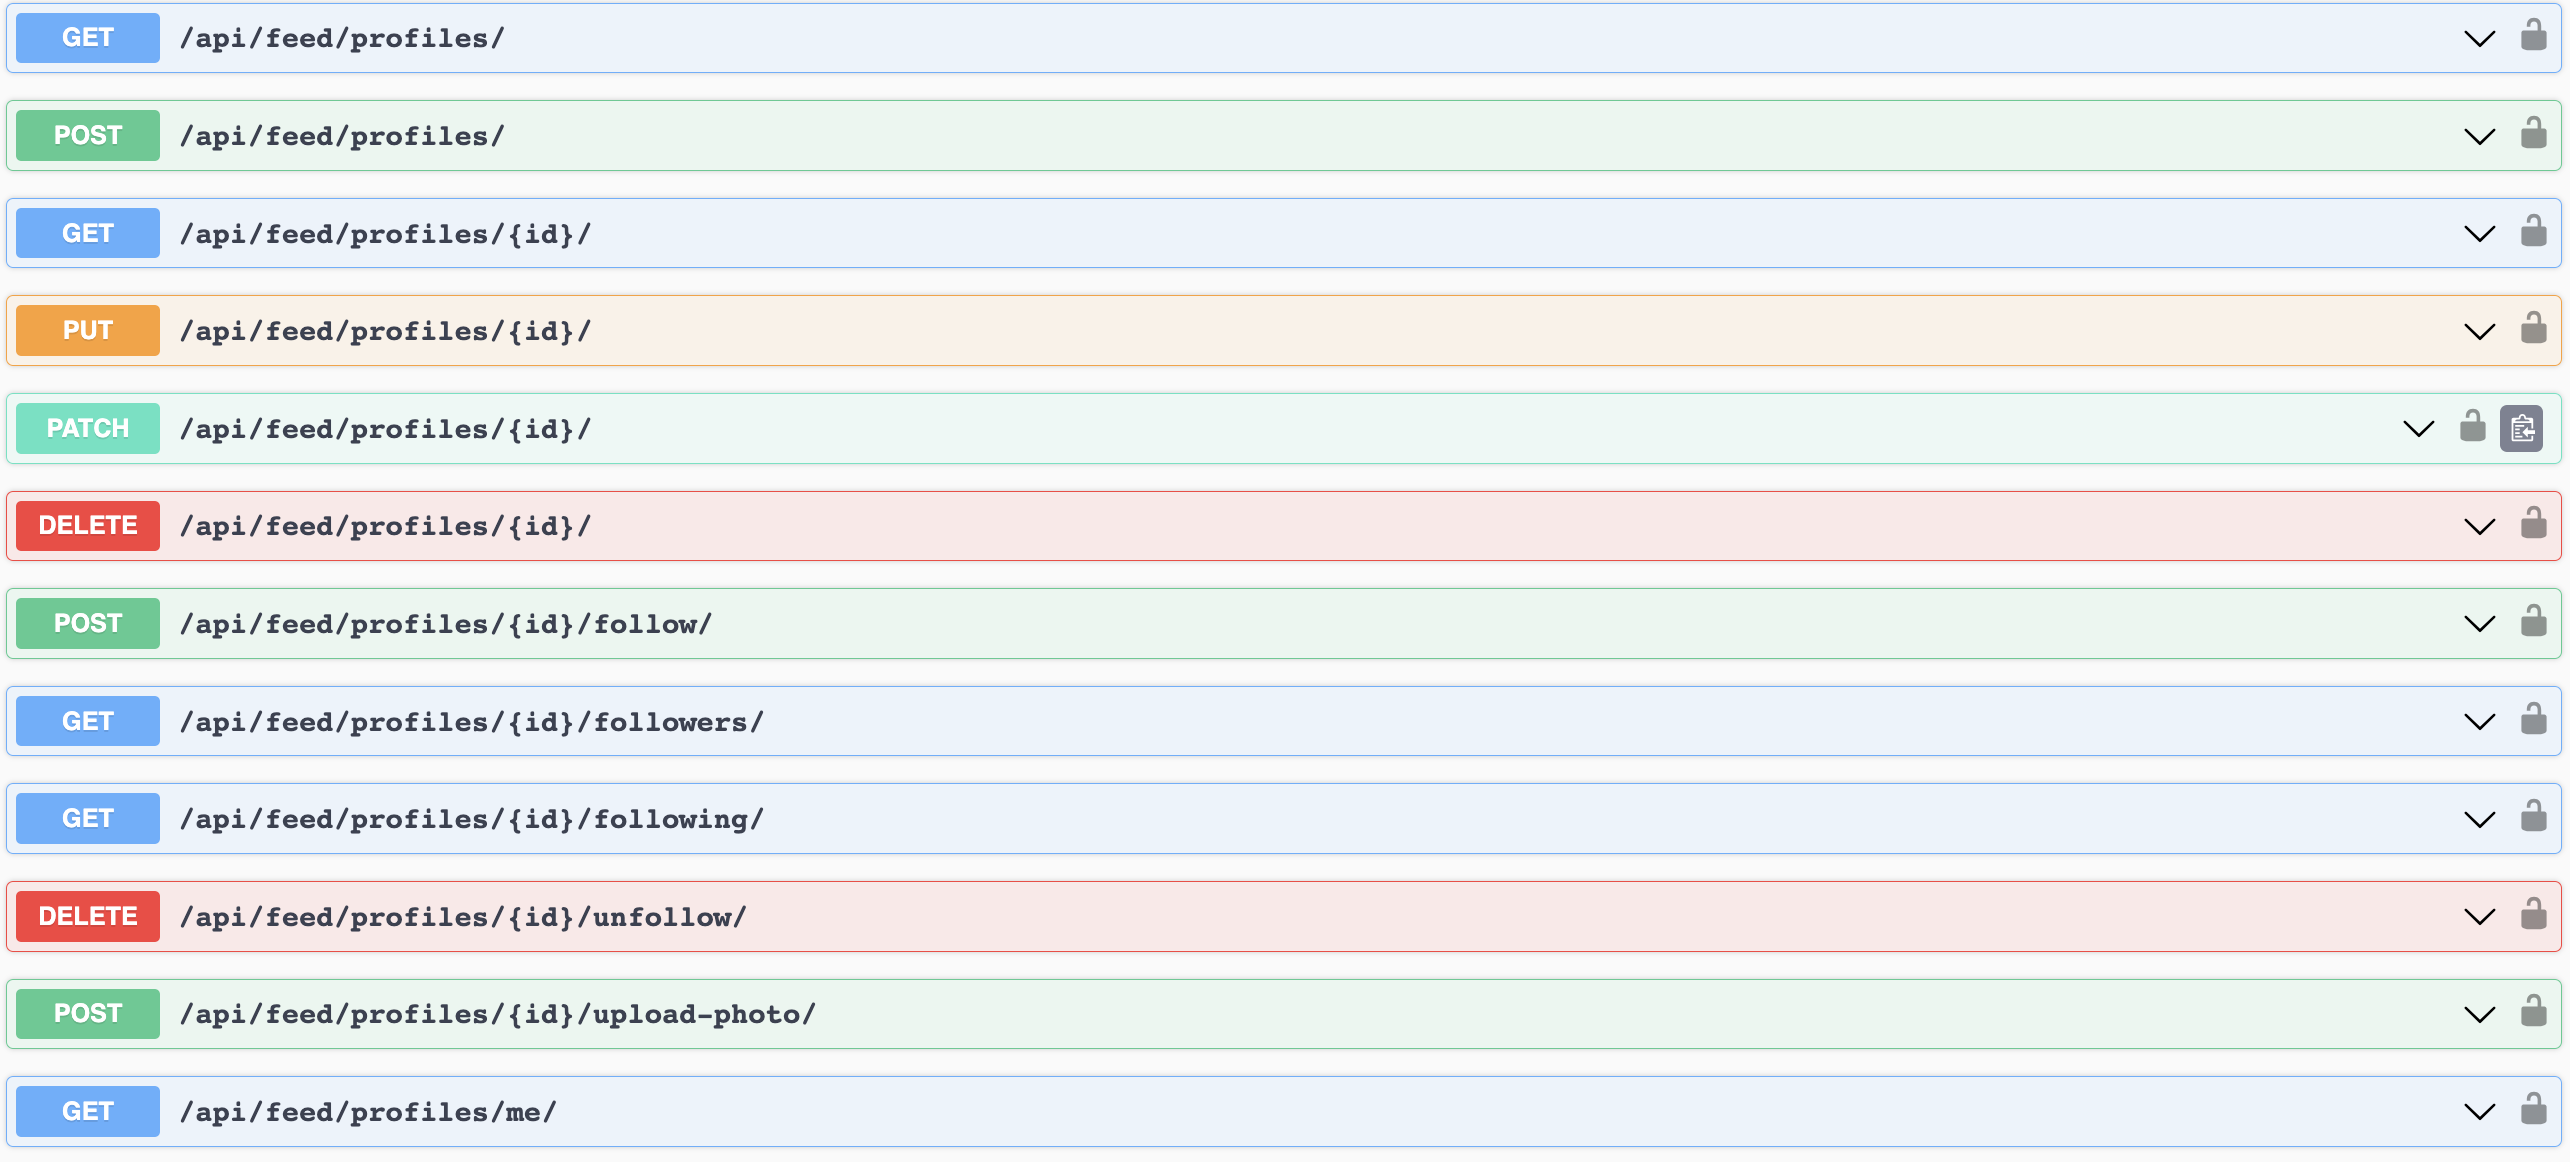 GET /api/feed/profiles/
POST /api/feed/profiles/
GET /api/feed/profiles/{id}/
PUT /api/feed/profiles/{id}/
PATCH /api/feed/profiles/{id}/
DELETE /api/feed/profiles/{id}/
POST /api/feed/profiles/{id}/follow/
GET /api/feed/profiles/{id}/followers/
GET /api/feed/profiles/{id}/following/
DELETE /api/feed/profiles/{id}/unfollow/
POST /api/feed/profiles/{id}/upload-photo/
GET /api/feed/profiles/me/